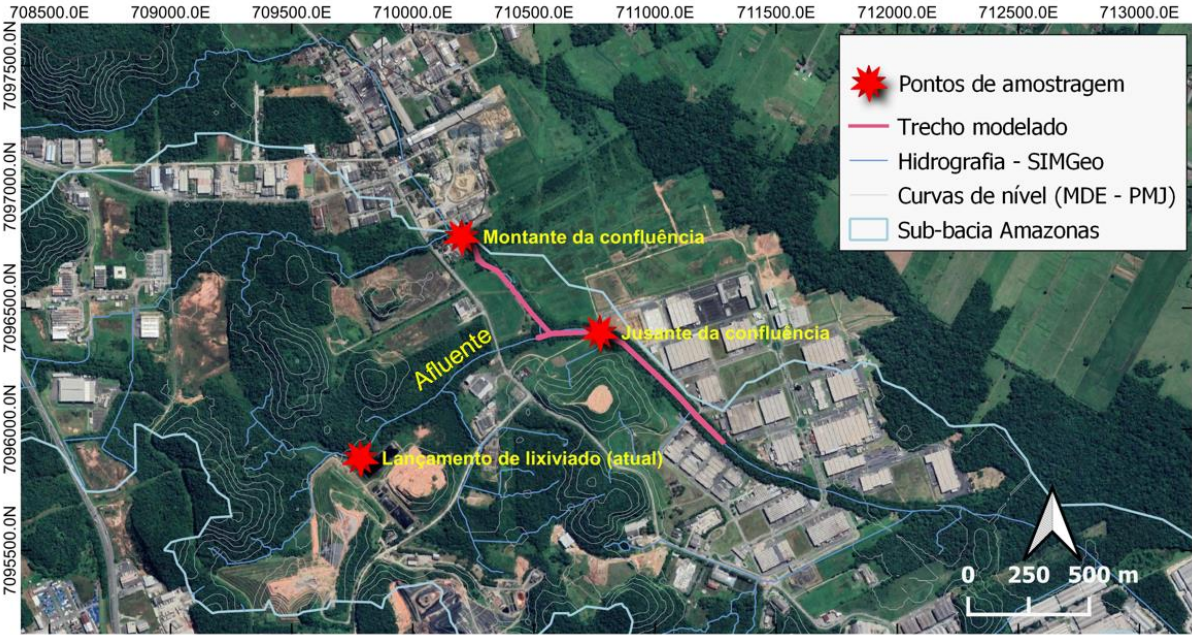 708500.0E 709000.0E 709500.0E 710000.0E 710500.0E 711000.0E 711500.0E 712000.0E 712500.0E 713000.0E
7097500.0N
7097000.0N
7096500.0N
7096000.0N
7095500.0N
Pontos de amostragem
Trecho modelado
Hidrografia - SIMGeo
Curvas de nível (MDE - PMJ)
Sub-bacia Amazonas
Montante da confluência
Jusante da confluência
Afluente
Lançamento de lixiviado (atual)
0 250 500 m